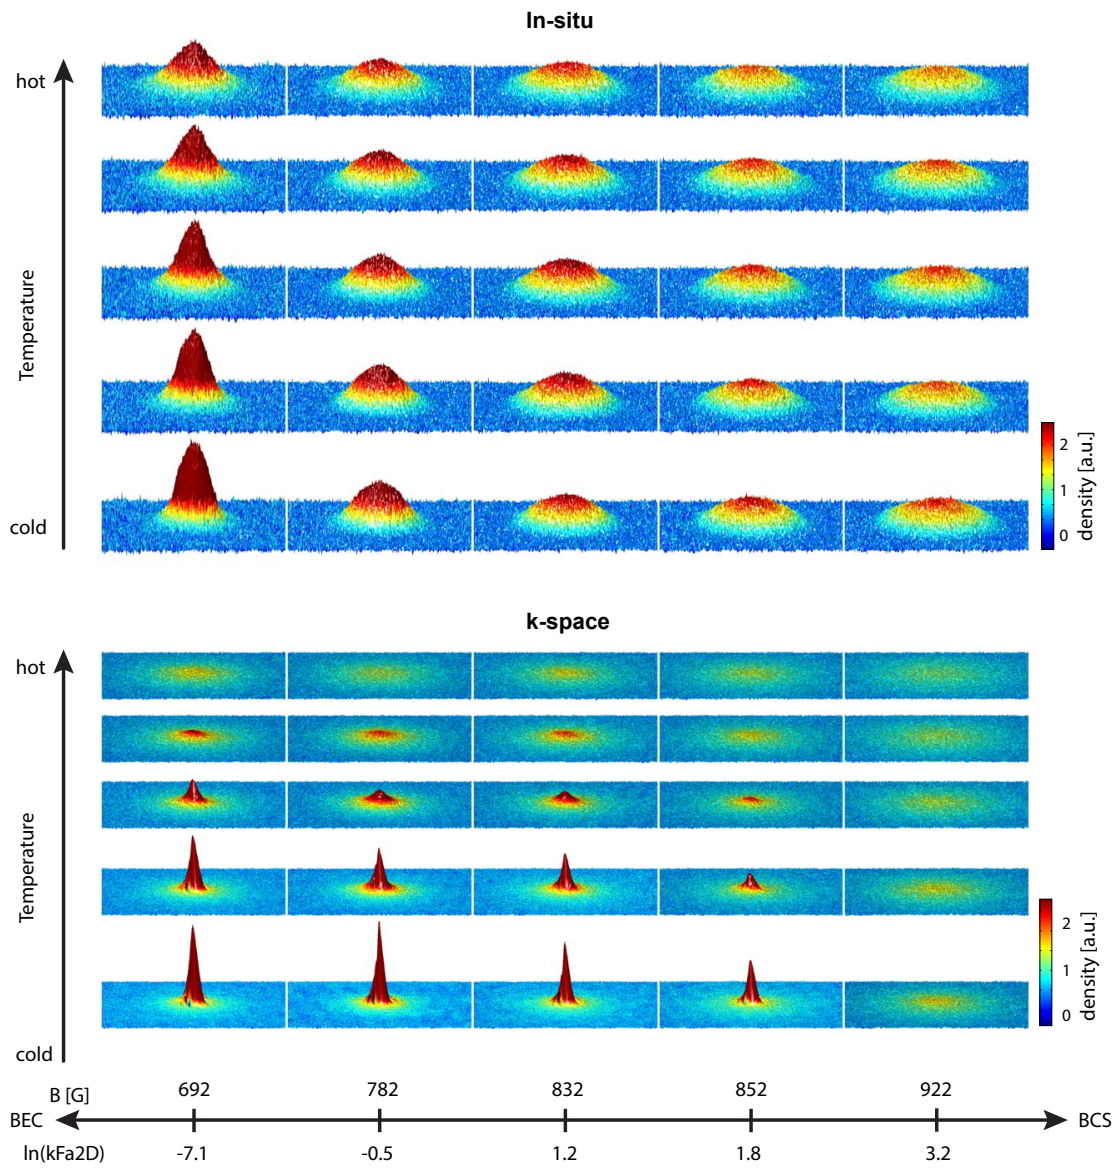 In-situ
hot
Temperature
cold
2
1
0
density [a.u.]
k-space
hot
Temperature
cold
2
1
0
density [a.u.]
B [G] 692 782 832 852 922
BEC BCS
ln(kFa2D) -7.1 -0.5 1.2 1.8 3.2